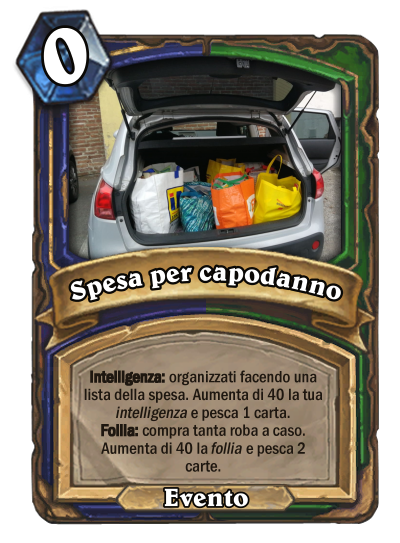 0
Spesa per capodanno
Intelligenza: organizzati facendo una
lista della spesa. Aumenta di 40 la tua
intelligenza e pesca 1 carta.
Follia: compra tanta roba a caso.
Aumenta di 40 la follia e pesca 2
carte.
Evento